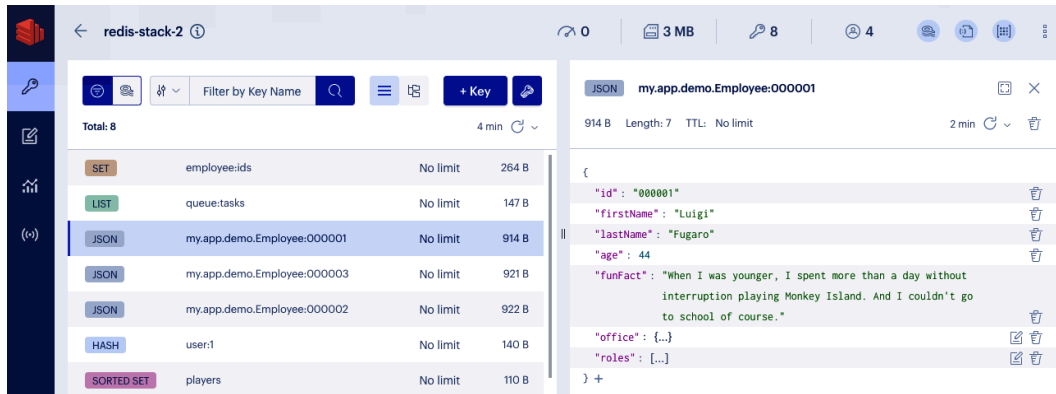 redis-stack-2
0
3 MB
8
4
Filter by Key Name
+ Key
Total: 8
4 min
SET employee:ids No limit 264 B
LIST queue:tasks No limit 147 B
JSON my.app.demo.Employee:000001 No limit 914 B
JSON my.app.demo.Employee:000003 No limit 921 B
JSON my.app.demo.Employee:000002 No limit 922 B
HASH user:1 No limit 140 B
SORTED SET players No limit 110 B
JSON my.app.demo.Employee:000001
914 B Length: 7 TTL: No limit 2 min
{
"id" : "000001"
"firstName" : "Luigi"
"lastName" : "Fugaro"
"age" : 44
"funFact" : "When I was younger, I spent more than a day without
interruption playing Monkey Island. And I couldn't go
to school of course."
"office" : {...}
"roles" : [...]
} +